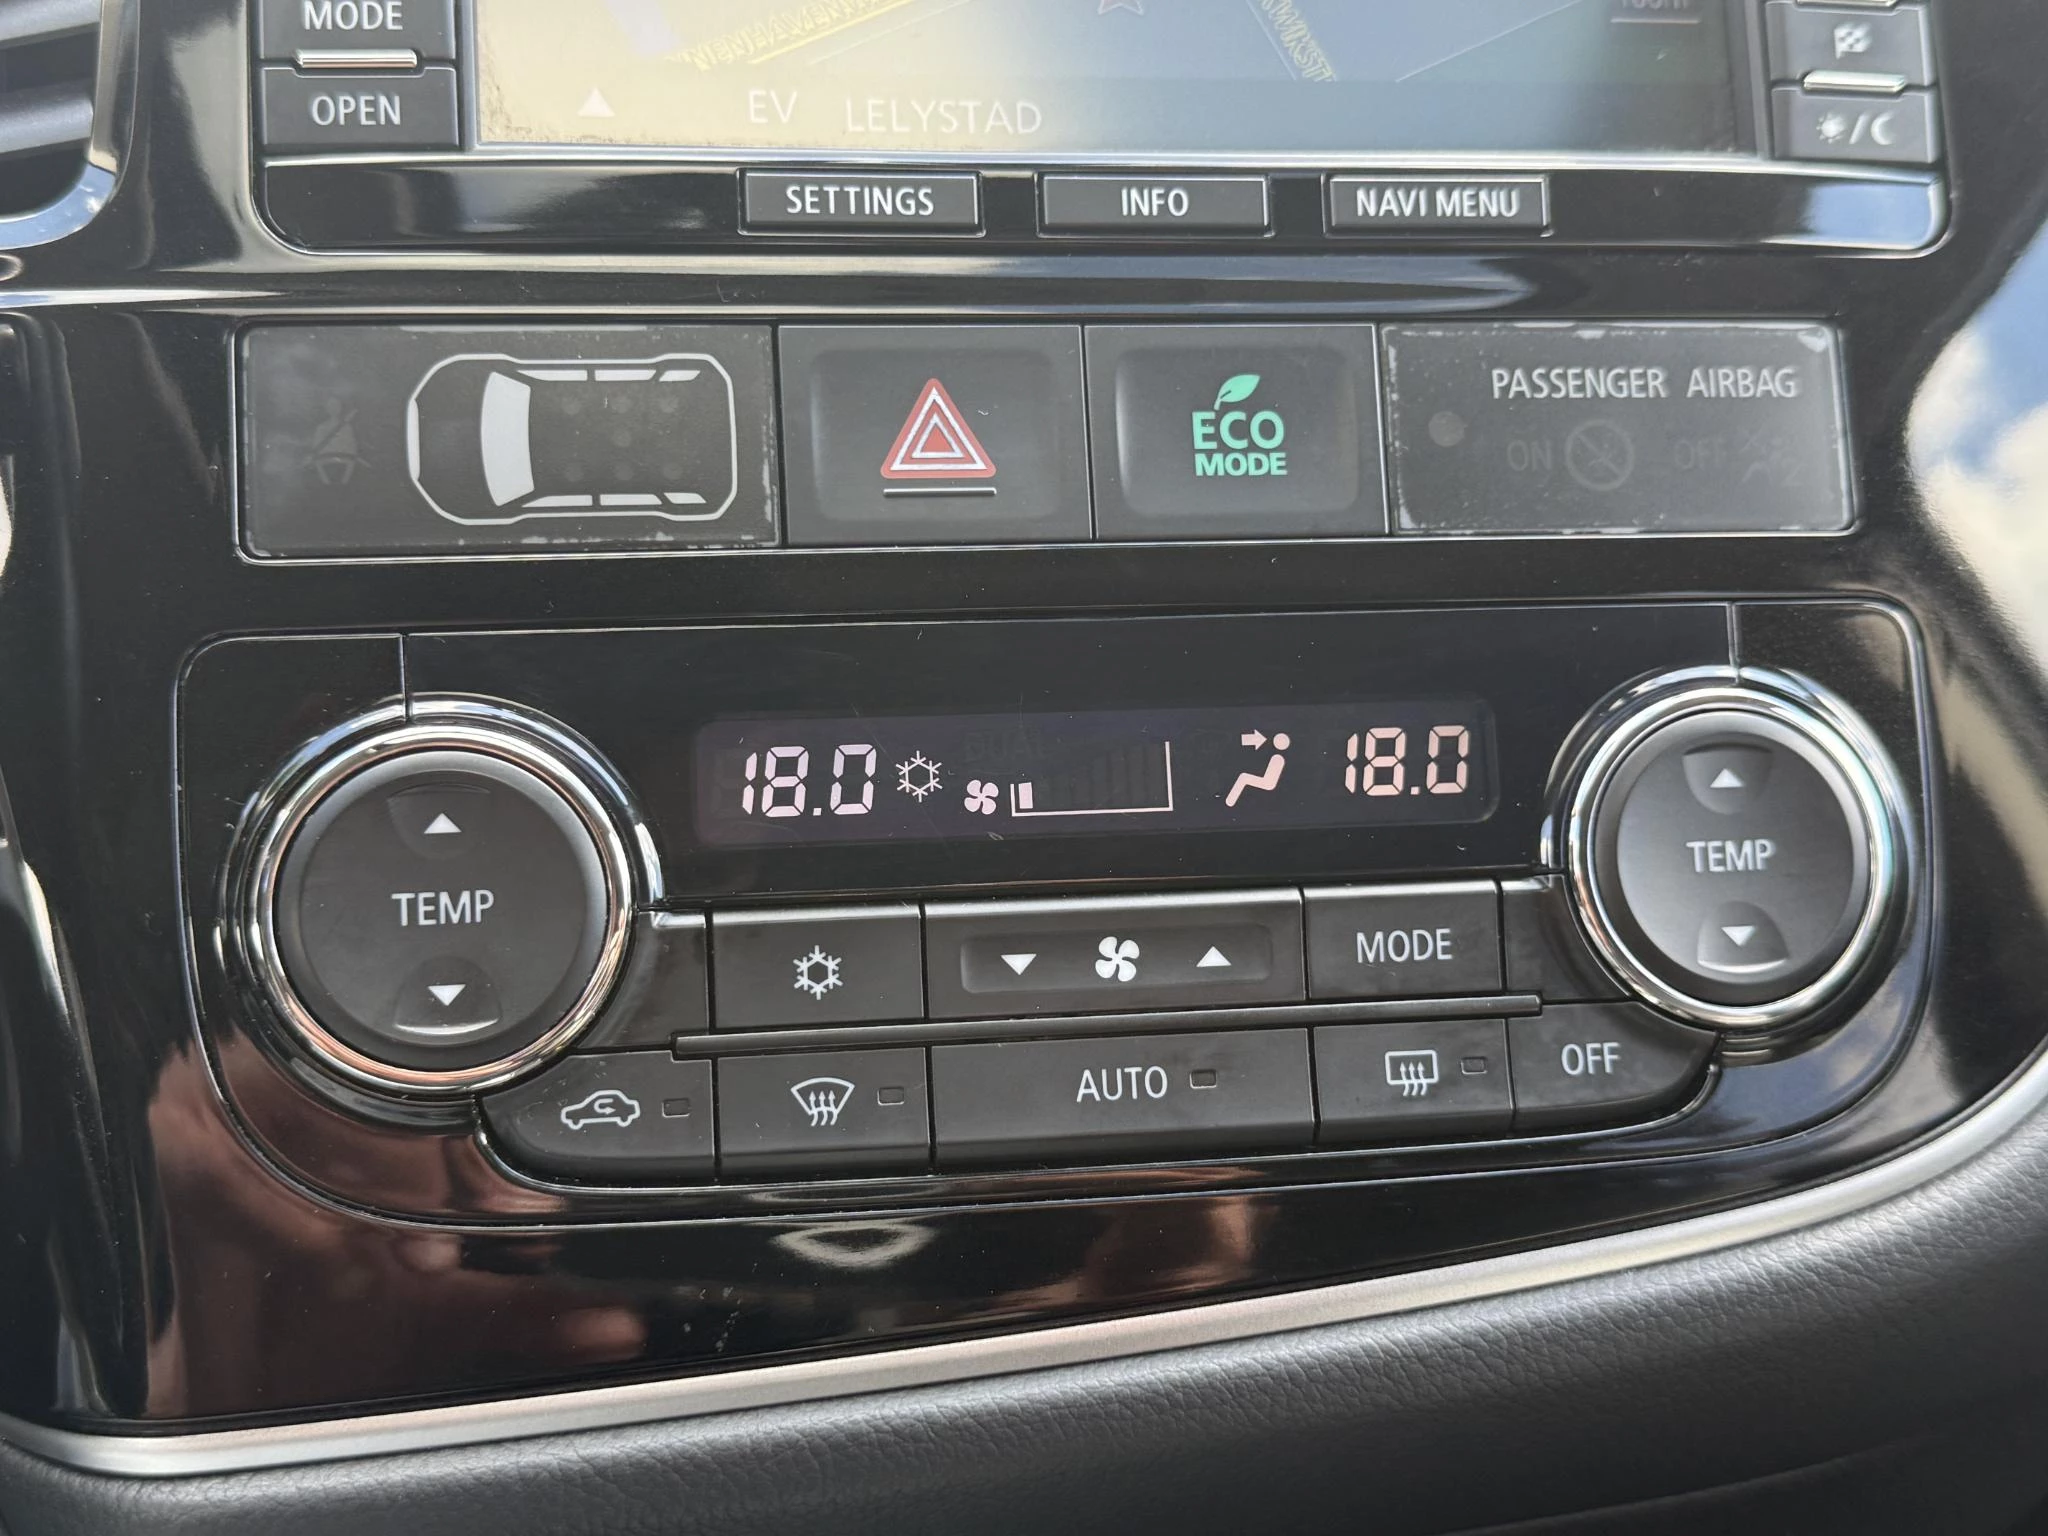 MODE
OPEN
EV LELYSTAD
SETTINGS INFO NAVI MENU
ECO
MODE
PASSENGER AIRBAG
ON OFF
18.0 18.0
TEMP
TEMP
MODE
AUTO
OFF